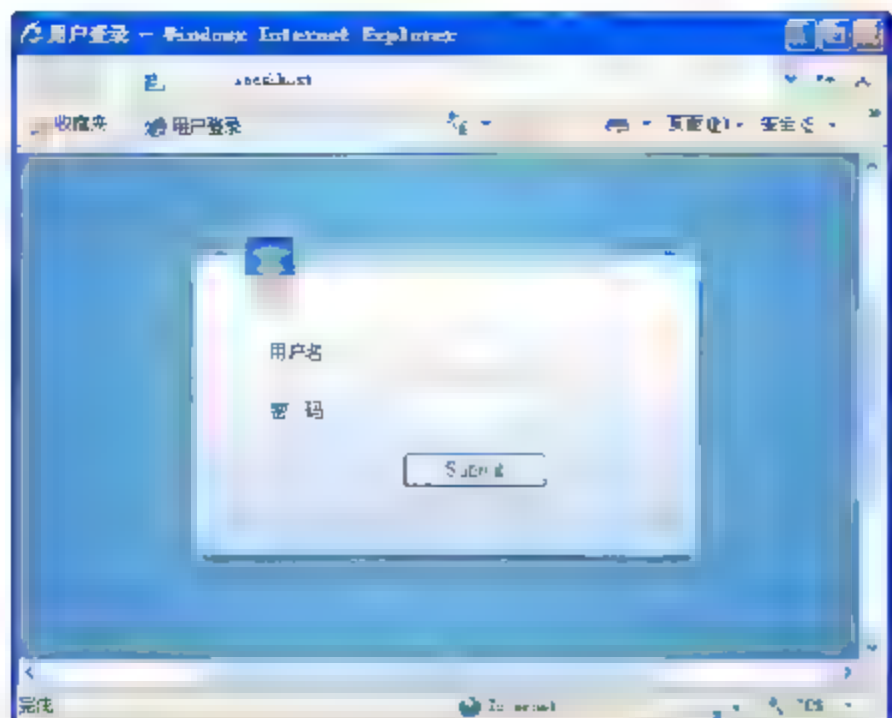 用户登录 - Windows Internet Explorer
localhost
收藏夹 用户登录 页面(P)
用户名
密 码
Submit
完成 Internet